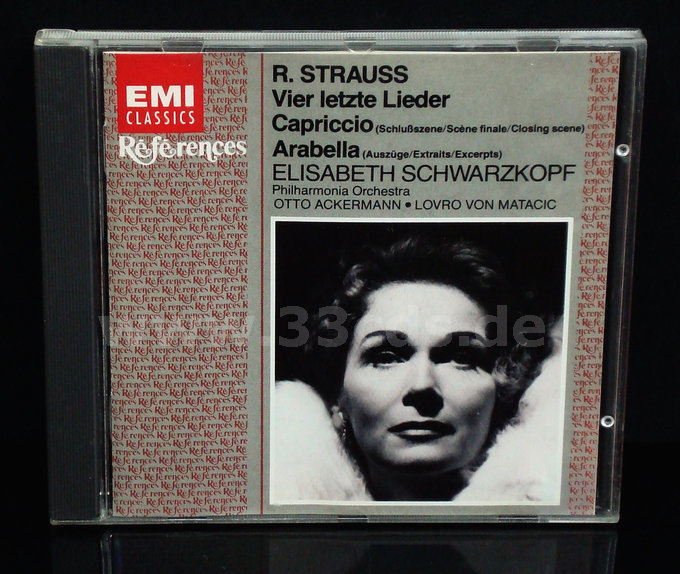 EMI
CLASSICS
Références
R. STRAUSS
Vier letzte Lieder
Capriccio (Schlußszene/Scène finale/Closing scene)
Arabella (Auszüge/Extraits/Excerpts)
ELISABETH SCHWARZKOPF
Philharmonia Orchestra
OTTO ACKERMANN • LOVRO VON MATACIC